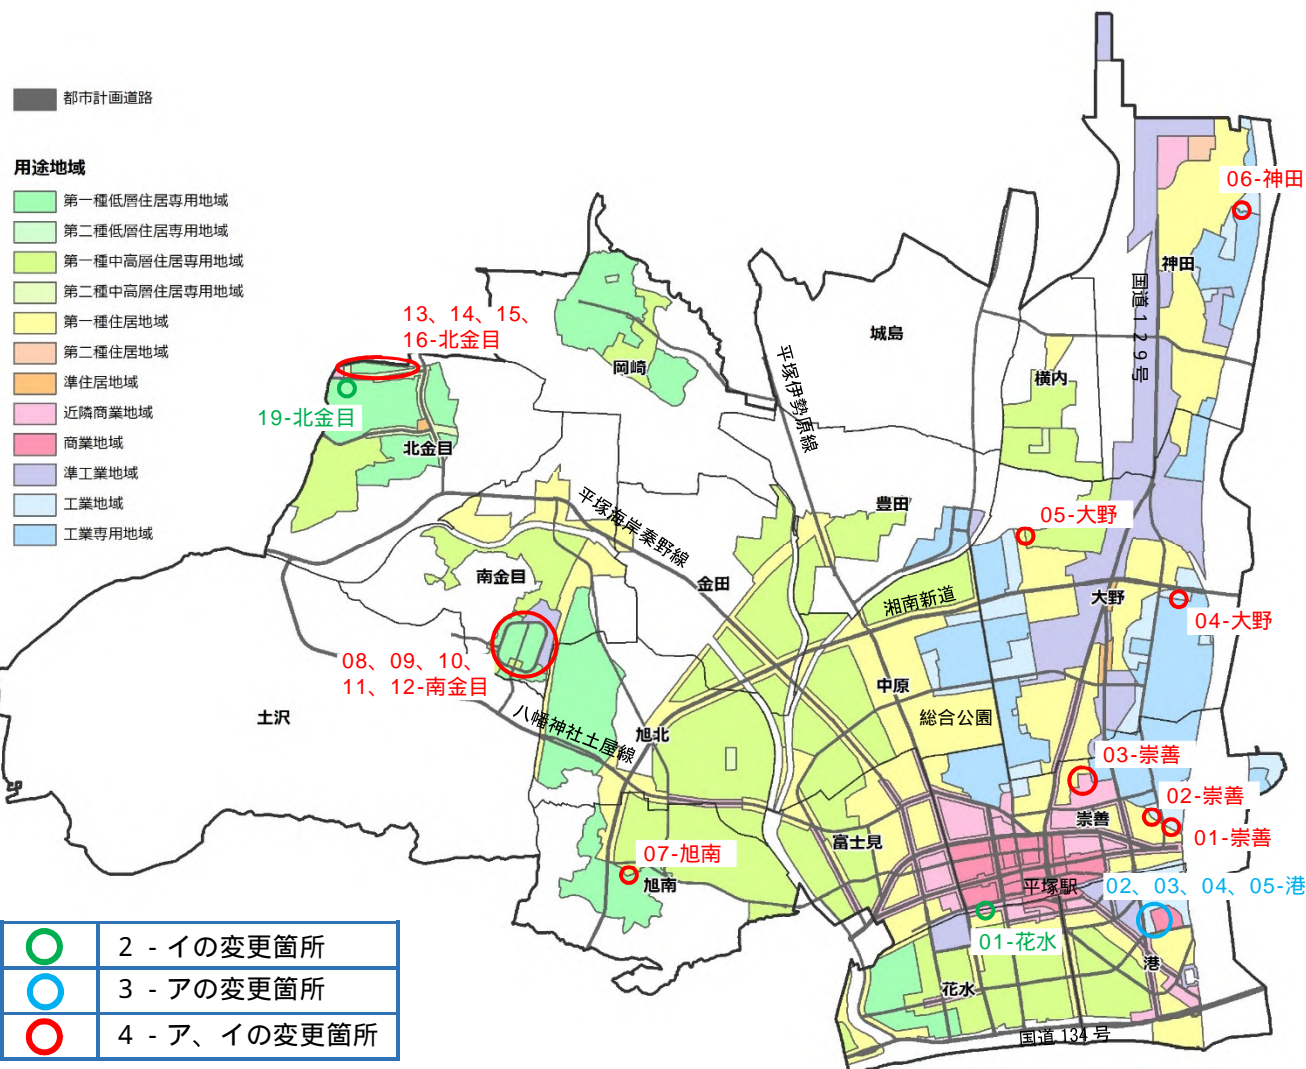 都市計画道路
用途地域
第一種低層住居専用地域
第二種低層住居専用地域
第一種中高層住居専用地域
第二種中高層住居専用地域
第一種住居地域
第二種住居地域
準住居地域
近隣商業地域
商業地域
準工業地域
工業地域
工業専用地域
06-神田
神田
国道129号
13、14、15、
16-北金目
城島
岡崎
平塚伊勢原線
横内
19-北金目
北金目
豊田
05-大野
平塚海岸秦野線
南金目
金田
湘南新道
大野
04-大野
08、09、10、
11、12-南金目
中原
総合公園
土沢
八幡神社土屋線
旭北
03-崇善
02-崇善
崇善
01-崇善
富士見
07-旭南
旭南
平塚駅
02、03、04、05-港
01-花水
港
花水
国道134号
2 - イの変更箇所
3 - アの変更箇所
4 - ア、イの変更箇所